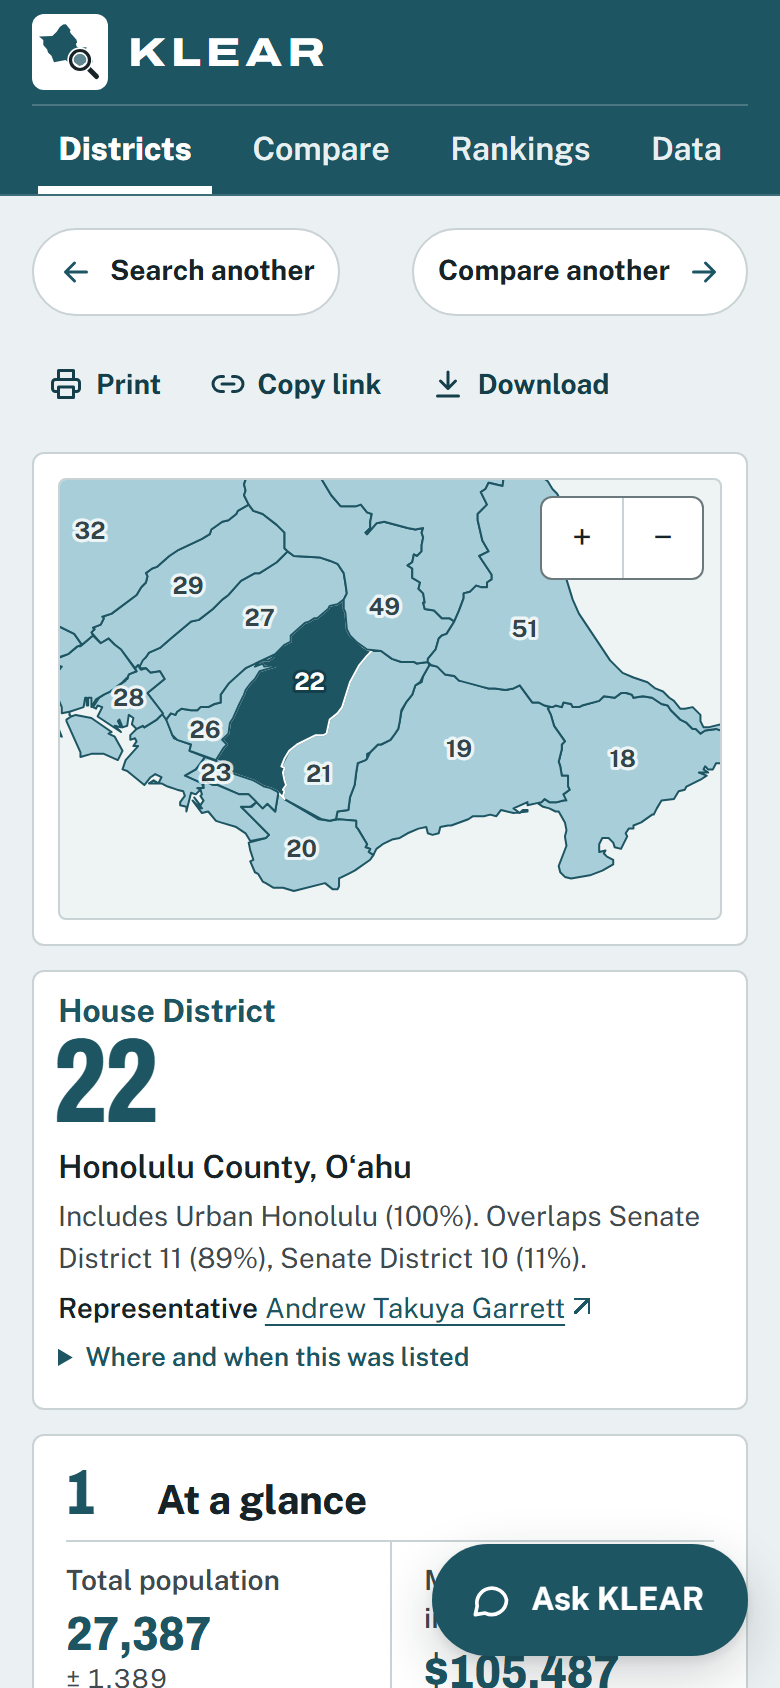 KLEAR
Districts Compare Rankings Data
← Search another
Compare another →
Print Copy link Download
+ −
32
29
27
49
51
22
28
26
23
21
19
18
20
House District
22
Honolulu County, Oʻahu
Includes Urban Honolulu (100%). Overlaps Senate
District 11 (89%), Senate District 10 (11%).
Representative Andrew Takuya Garrett
Where and when this was listed
1 At a glance
Total population
27,387
± 1,389
$105,487
Ask KLEAR